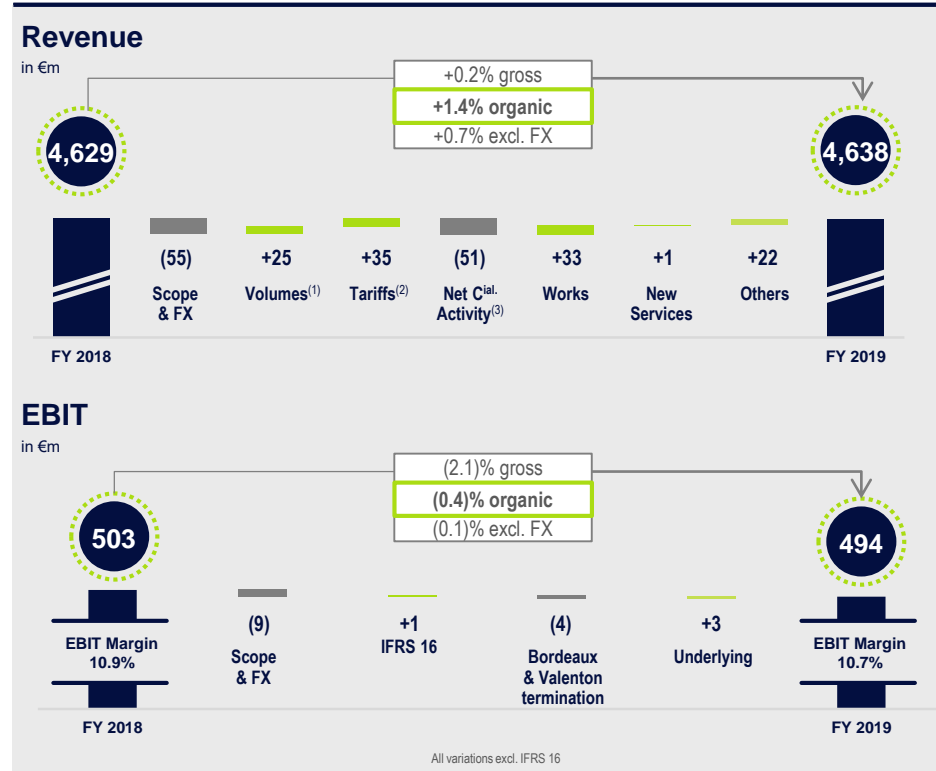 Revenue
in €m
+0.2% gross
+1.4% organic
+0.7% excl. FX
4,629
4,638
(55)
+25
+35
(51)
+33
+1
+22
Scope
& FX
Volumes(1)
Tariffs(2)
Net Cial.
Activity(3)
Works
New
Services
Others
FY 2018
FY 2019
EBIT
in €m
(2.1)% gross
(0.4)% organic
(0.1)% excl. FX
503
494
EBIT Margin
10.9%
(9)
Scope
& FX
+1
IFRS 16
(4)
Bordeaux
& Valenton
termination
+3
Underlying
EBIT Margin
10.7%
FY 2018
FY 2019
All variations excl. IFRS 16